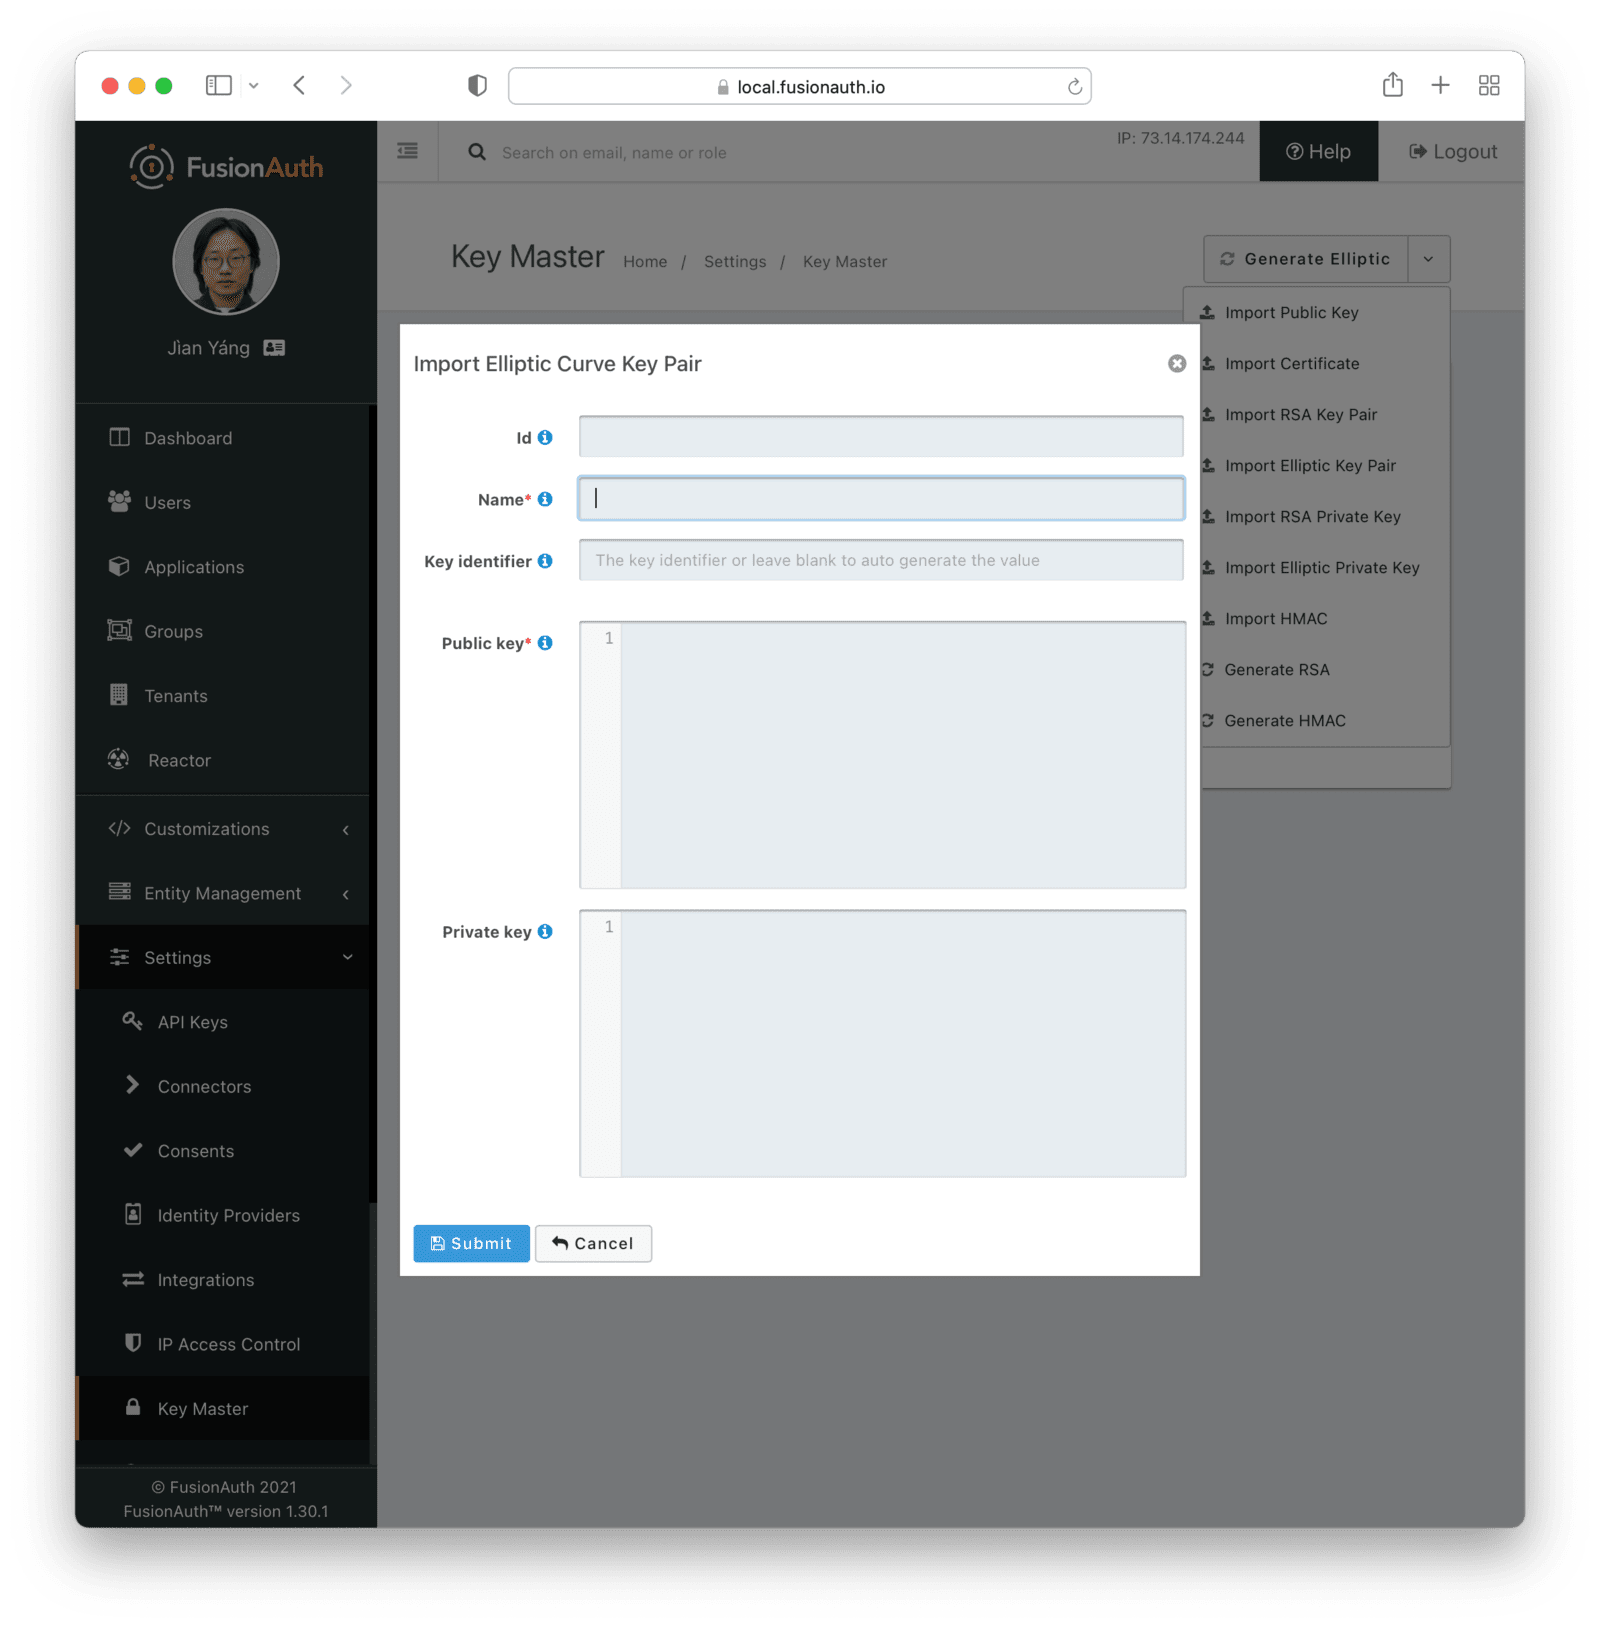 local.fusionauth.io
FusionAuth
Jìan Yáng
Dashboard
Users
Applications
Groups
Tenants
Reactor
Customizations
Entity Management
Settings
API Keys
Connectors
Consents
Identity Providers
Integrations
IP Access Control
Key Master
© FusionAuth 2021
FusionAuth™ version 1.30.1
Search on email, name or role
IP: 73.14.174.244
Help
Logout
Key Master
Home / Settings / Key Master
Generate Elliptic
Import Public Key
Import Certificate
Import RSA Key Pair
Import Elliptic Key Pair
Import RSA Private Key
Import Elliptic Private Key
Import HMAC
Generate RSA
Generate HMAC
Import Elliptic Curve Key Pair
Id
Name*
Key identifier
The key identifier or leave blank to auto generate the value
Public key*
1
Private key
1
Submit
Cancel